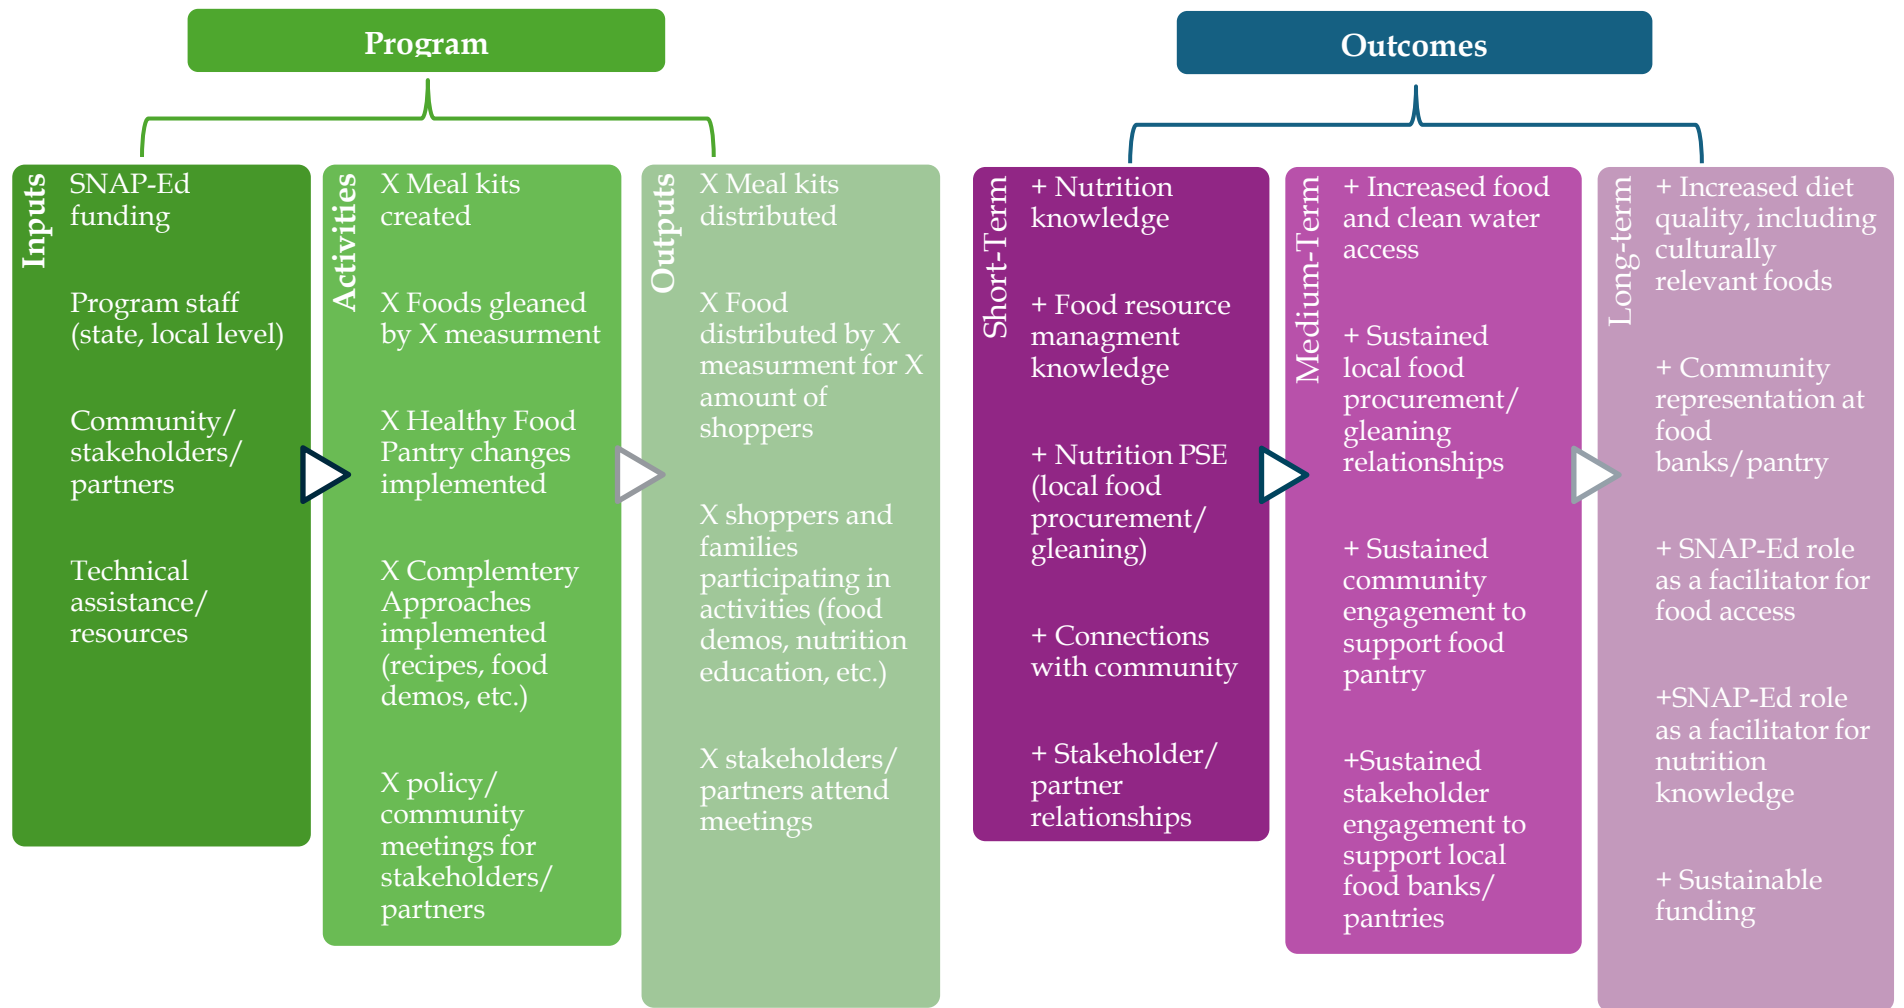 Program
Inputs
SNAP-Ed
funding
Program staff
(state, local level)
Community/
stakeholders/
partners
Technical
assistance/
resources
Activities
X Meal kits
created
X Foods gleaned
by X measurment
X Healthy Food
Pantry changes
implemented
X Complemtery
Approaches
implemented
(recipes, food
demos, etc.)
X policy/
community
meetings for
stakeholders/
partners
Outputs
X Meal kits
distributed
X Food
distributed by X
measurment for X
amount of
shoppers
X shoppers and
families
participating in
activities (food
demos, nutrition
education, etc.)
X stakeholders/
partners attend
meetings
Outcomes
Short-Term
+ Nutrition
knowledge
+ Food resource
managment
knowledge
+ Nutrition PSE
(local food
procurement/
gleaning)
+ Connections
with community
+ Stakeholder/
partner
relationships
Medium-Term
+ Increased food
and clean water
access
+ Sustained
local food
procurement/
gleaning
relationships
+ Sustained
community
engagement to
support food
pantry
+Sustained
stakeholder
engagement to
support local
food banks/
pantries
Long-term
+ Increased diet
quality, including
culturally
relevant foods
+ Community
representation at
food
banks/pantry
+ SNAP-Ed role
as a facilitator for
food access
+SNAP-Ed role
as a facilitator for
nutrition
knowledge
+ Sustainable
funding